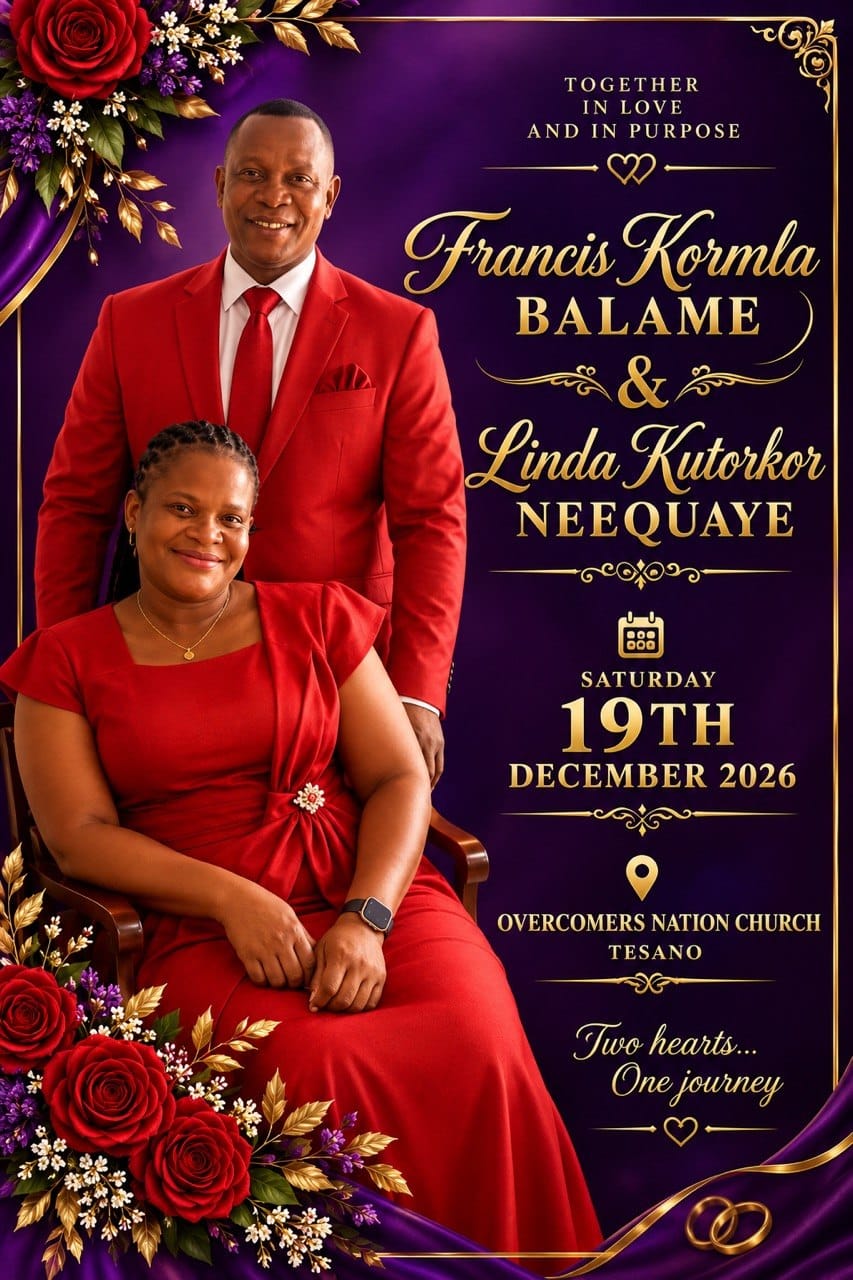 TOGETHER
IN LOVE
AND IN PURPOSE
Francis Kormla
BALAME
&
Linda Kutorkor
NEEQUAYE
SATURDAY
19TH
DECEMBER 2026
OVERCOMERS NATION CHURCH
TESANO
Two hearts...
One journey